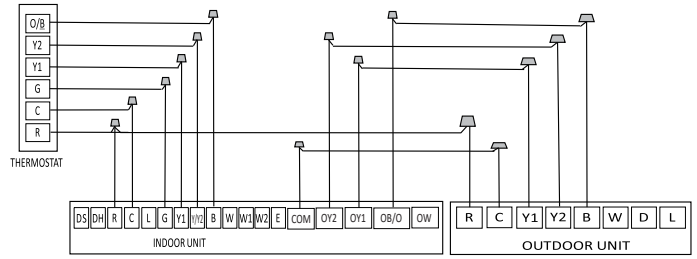 O/B
Y2
Y1
G
C
R
THERMOSTAT
DS DH R C L G Y1 Y/Y2 B W W1 W2 E COM OY2 OY1 OB/O OW
INDOOR UNIT
R C Y1 Y2 B W D L
OUTDOOR UNIT